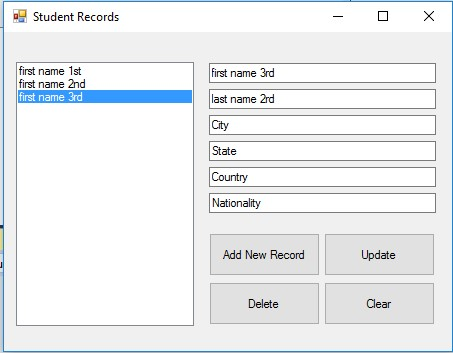 Student Records
first name 1st
first name 2nd
first name 3rd
first name 3rd
last name 2rd
City
State
Country
Nationality
Add New Record
Update
Delete
Clear